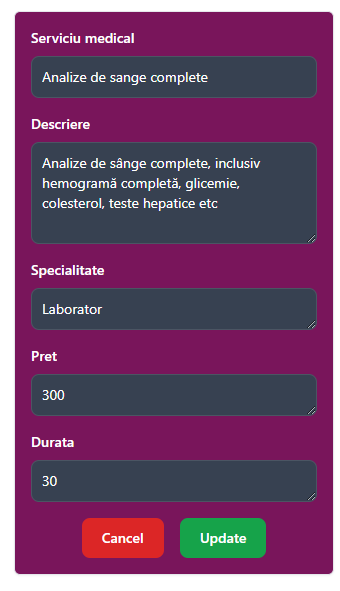 Serviciu medical
Analize de sange complete
Descriere
Analize de sânge complete, inclusiv
hemogramă completă, glicemie,
colesterol, teste hepatice etc
Specialitate
Laborator
Pret
300
Durata
30
Cancel
Update